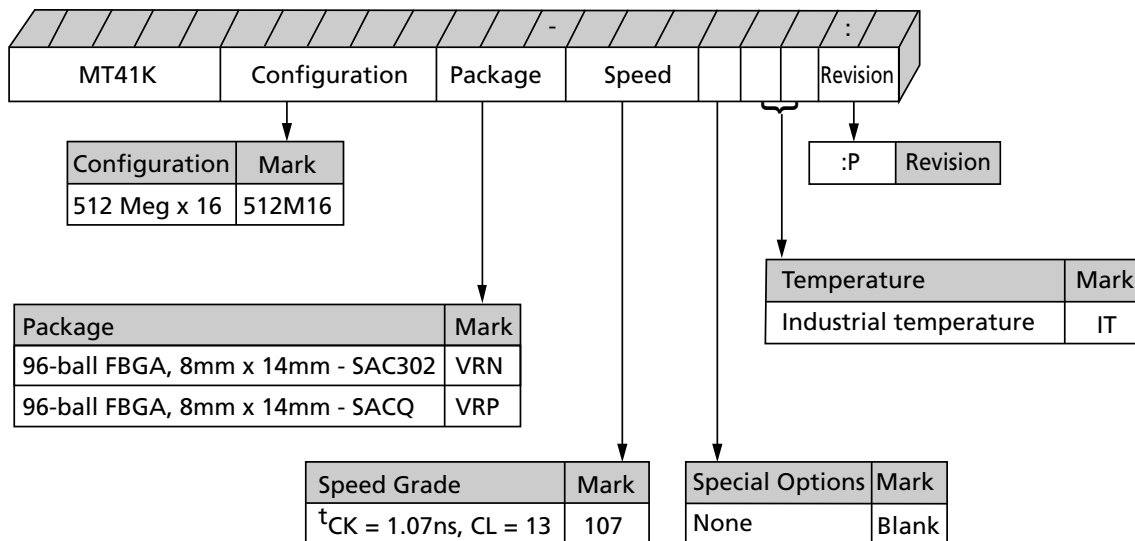 - :
MT41K Configuration Package Speed Revision
Configuration Mark
512 Meg x 16 512M16
:P Revision
Temperature Mark
Industrial temperature IT
Package Mark
96-ball FBGA, 8mm x 14mm - SAC302 VRN
96-ball FBGA, 8mm x 14mm - SACQ VRP
Speed Grade Mark
tCK = 1.07ns, CL = 13 107
Special Options Mark
None Blank